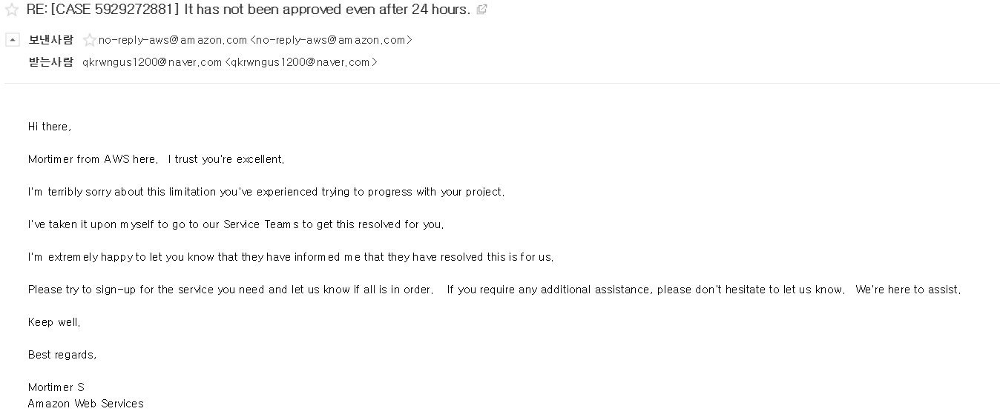 RE: [CASE 5929272881] It has not been approved even after 24 hours.
보낸사람 no-reply-aws@amazon.com <no-reply-aws@amazon.com>
받는사람 qkrwngus1200@naver.com <qkrwngus1200@naver.com>
Hi there,
Mortimer from AWS here. I trust you're excellent.
I'm terribly sorry about this limitation you've experienced trying to progress with your project.
I've taken it upon myself to go to our Service Teams to get this resolved for you.
I'm extremely happy to let you know that they have informed me that they have resolved this is for us.
Please try to sign-up for the service you need and let us know if all is in order. If you require any additional assistance, please don't hesitate to let us know. We're here to assist.
Keep well.
Best regards,
Mortimer S
Amazon Web Services